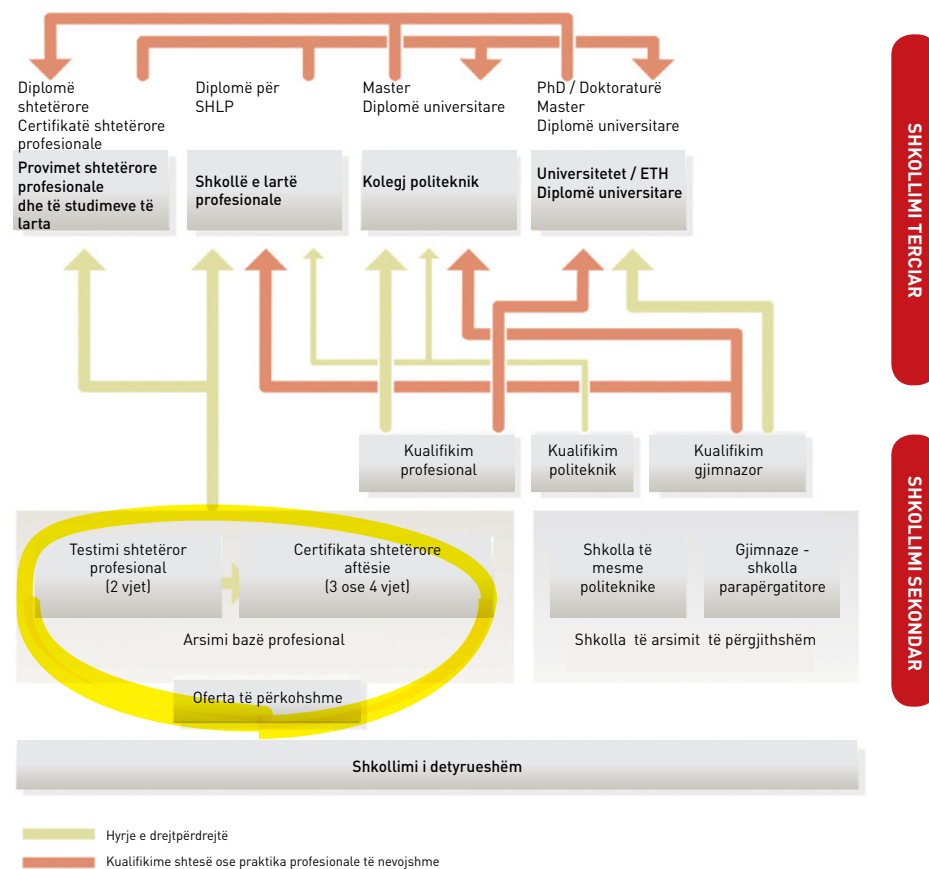 Diplomë
shtetërore
Certifikatë shtetërore
profesionale
Diplomë për
SHLP
Master
Diplomë universitare
PhD / Doktoraturë
Master
Diplomë universitare
Provimet shtetërore
profesionale
dhe të studimeve të
larta
Shkollë e lartë
profesionale
Kolegj politeknik
Universitetet / ETH
Diplomë universitare
SHKOLLIMI TERCIAR
Kualifikim
profesional
Kualifikim
politeknik
Kualifikim
gjimnazor
SHKOLLIMI SEKONDAR
Testimi shtetëror
profesional
(2 vjet)
Certifikata shtetërore
aftësie
(3 ose 4 vjet)
Shkolla të
mesme
politeknike
Gjimnaze -
shkolla
parapërgatitore
Arsimi bazë profesional
Shkolla të arsimit të përgjithshëm
Oferta të përkohshme
Shkollimi i detyrueshëm
Hyrje e drejtpërdrejtë
Kualifikime shtesë ose praktika profesionale të nevojshme